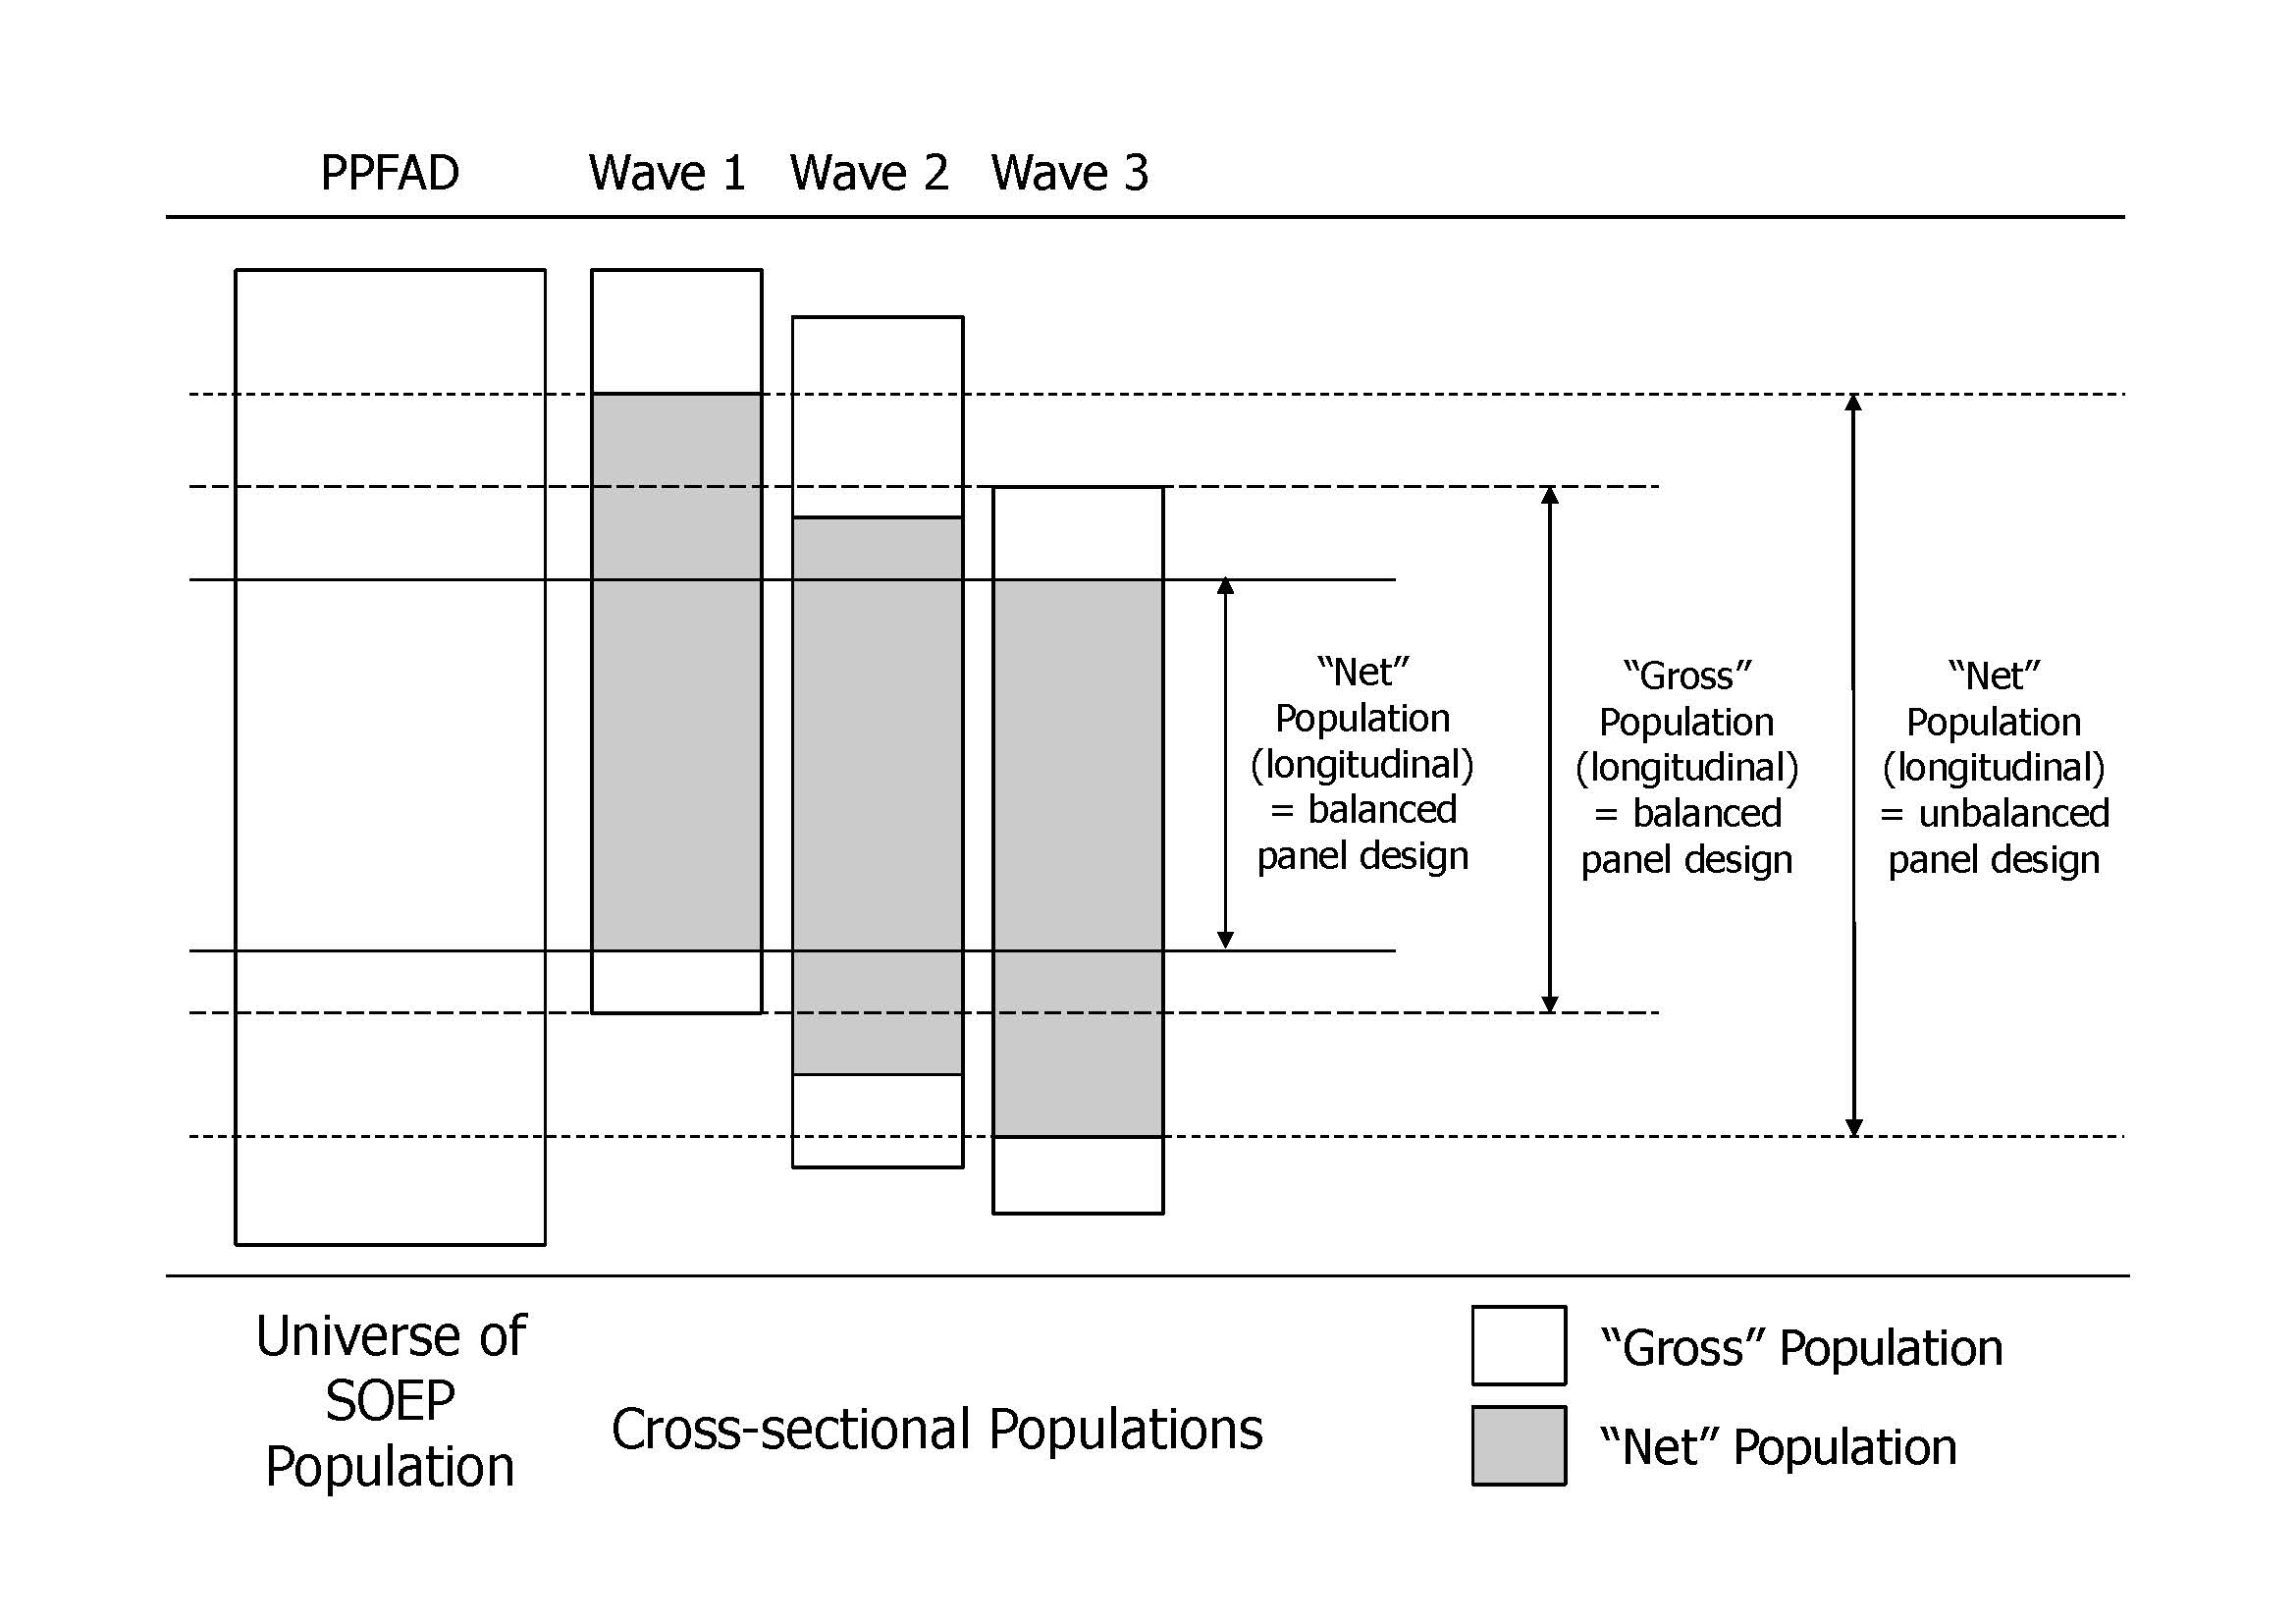 PPFAD Wave 1 Wave 2 Wave 3
“Net”
Population
(longitudinal)
= balanced
panel design
“Gross”
Population
(longitudinal)
= balanced
panel design
“Net”
Population
(longitudinal)
= unbalanced
panel design
Universe of
SOEP
Population
Cross-sectional Populations
“Gross” Population
“Net” Population